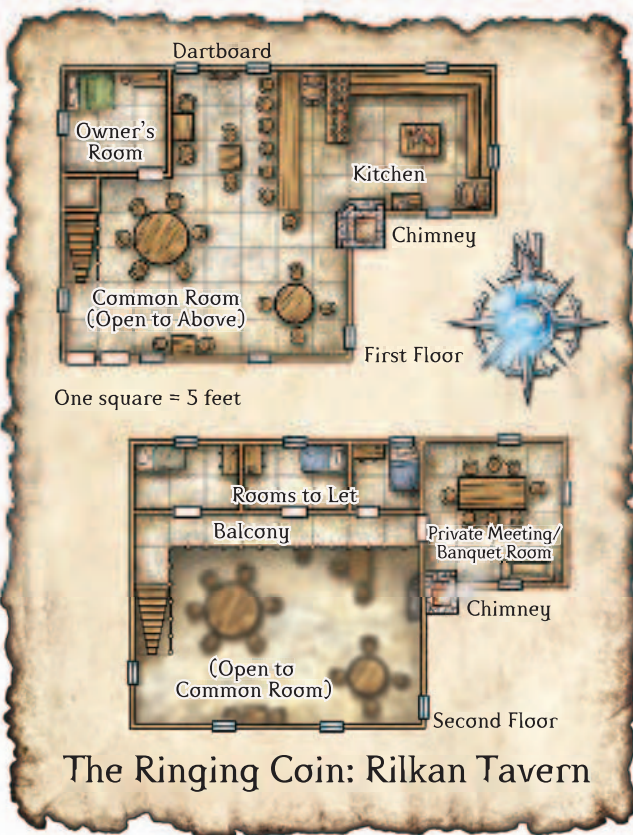 Dartboard
Owner's
Room
Kitchen
Chimney
N
Common Room
(Open to Above)
First Floor
One square = 5 feet
Rooms to Let
Balcony
Private Meeting/
Banquet Room
Chimney
(Open to
Common Room)
Second Floor
The Ringing Coin: Rilkan Tavern